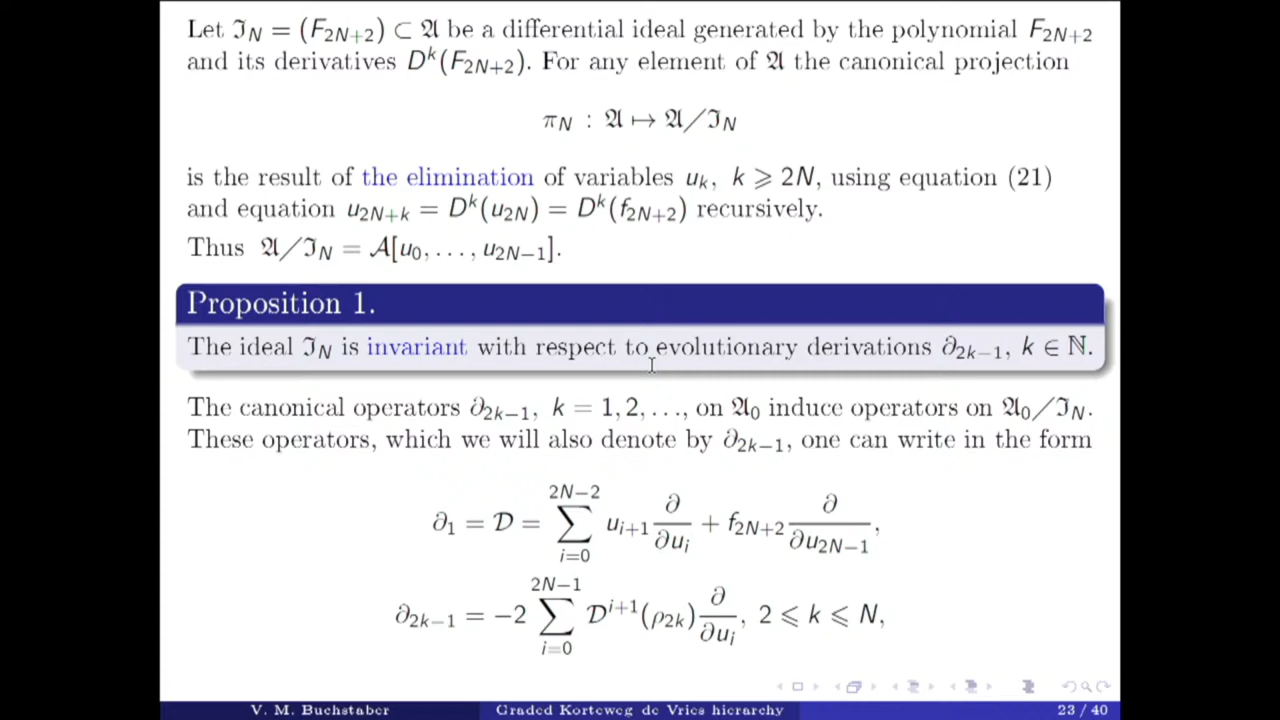 Let 𝔍_N = (F_{2N+2}) ⊂ 𝔄 be a differential ideal generated by the polynomial F_{2N+2}
and its derivatives D^k(F_{2N+2}). For any element of 𝔄 the canonical projection
π_N : 𝔄 ↦ 𝔄/𝔍_N
is the result of the elimination of variables u_k, k ⩾ 2N, using equation (21)
and equation u_{2N+k} = D^k(u_{2N}) = D^k(f_{2N+2}) recursively.
Thus 𝔄/𝔍_N = 𝒜[u_0, . . . , u_{2N−1}].
Proposition 1.
The ideal 𝔍_N is invariant with respect to evolutionary derivations ∂_{2k−1}, k ∈ ℕ.
The canonical operators ∂_{2k−1}, k = 1, 2, . . ., on 𝔄_0 induce operators on 𝔄_0/𝔍_N.
These operators, which we will also denote by ∂_{2k−1}, one can write in the form
∂_1 = 𝒟 = ∑_{i=0}^{2N−2} u_{i+1} ∂/∂u_i + f_{2N+2} ∂/∂u_{2N−1},
∂_{2k−1} = −2 ∑_{i=0}^{2N−1} 𝒟^{i+1}(ρ_{2k}) ∂/∂u_i, 2 ⩽ k ⩽ N,
V. M. Buchstaber Graded Korteweg de Vries hierarchy 23 / 40